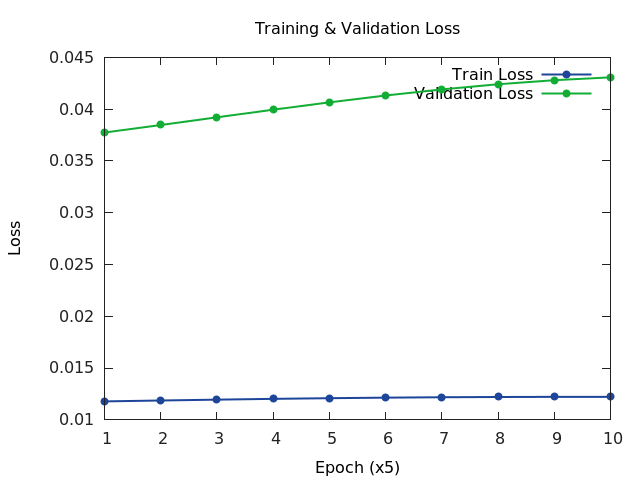 Training & Validation Loss
Train Loss
Validation Loss
0.045
0.04
0.035
0.03
0.025
0.02
0.015
0.01
Loss
1 2 3 4 5 6 7 8 9 10
Epoch (x5)